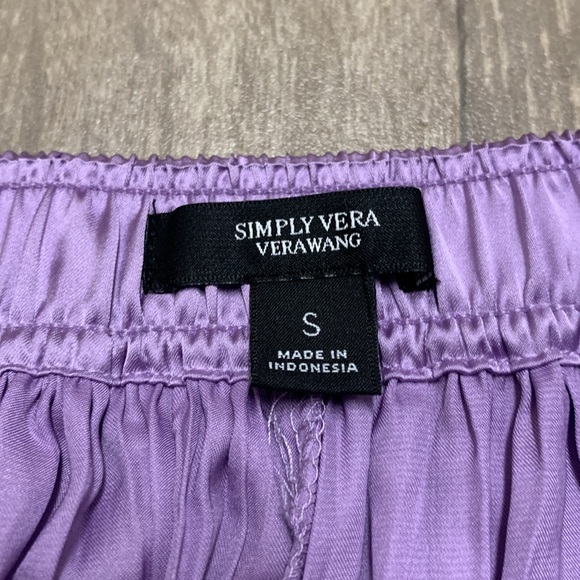 SIMPLY VERA
VERAWANG
S
MADE IN
INDONESIA